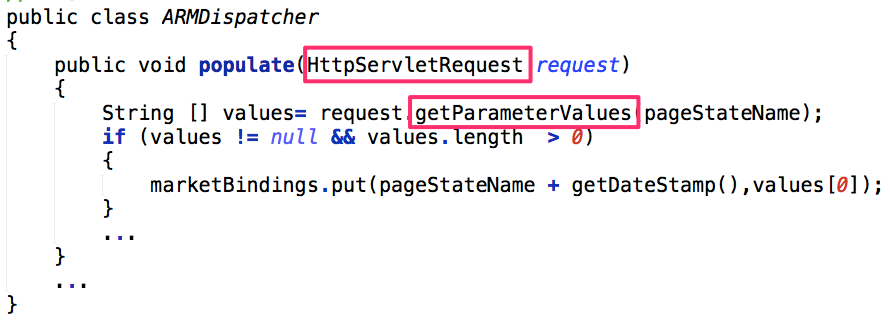 public class ARMDispatcher
{
public void populate(HttpServletRequest request)
{
String [] values= request.getParameterValues(pageStateName);
if (values != null && values.length > 0)
{
marketBindings.put(pageStateName + getDateStamp(),values[0]);
}
...
}
...
}